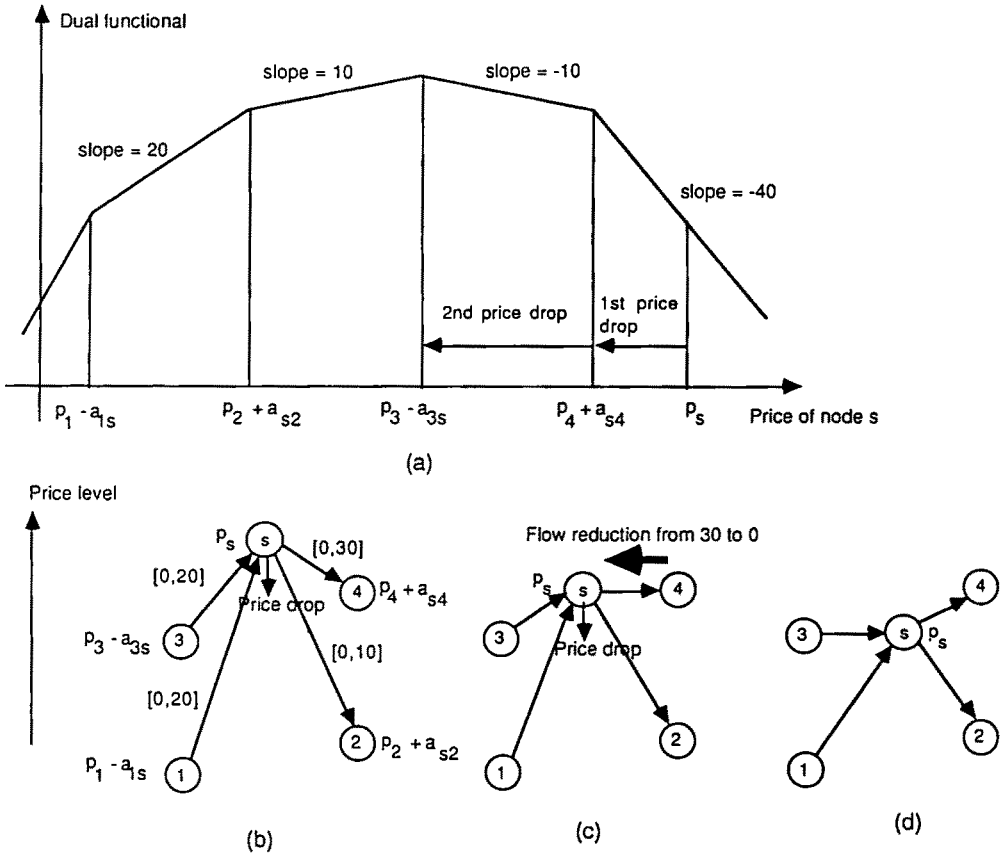 Dual functional
slope = 10
slope = -10
slope = 20
slope = -40
2nd price drop
1st price
drop
p1 - a1s
p2 + as2
p3 - a3s
p4 + as4
ps
Price of node s
(a)
Price level
ps
s
[0,30]
[0,20]
4
p4 + as4
Price drop
p3 - a3s
3
[0,10]
[0,20]
2
p2 + as2
p1 - a1s
1
(b)
Flow reduction from 30 to 0
ps
s
4
3
Price drop
2
1
(c)
4
3
s
ps
2
1
(d)